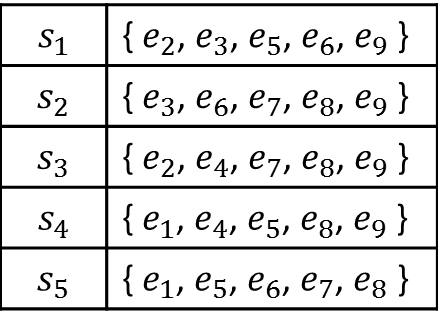 s₁ { e₂, e₃, e₅, e₆, e₉ }
s₂ { e₃, e₆, e₇, e₈, e₉ }
s₃ { e₂, e₄, e₇, e₈, e₉ }
s₄ { e₁, e₄, e₅, e₈, e₉ }
s₅ { e₁, e₅, e₆, e₇, e₈ }